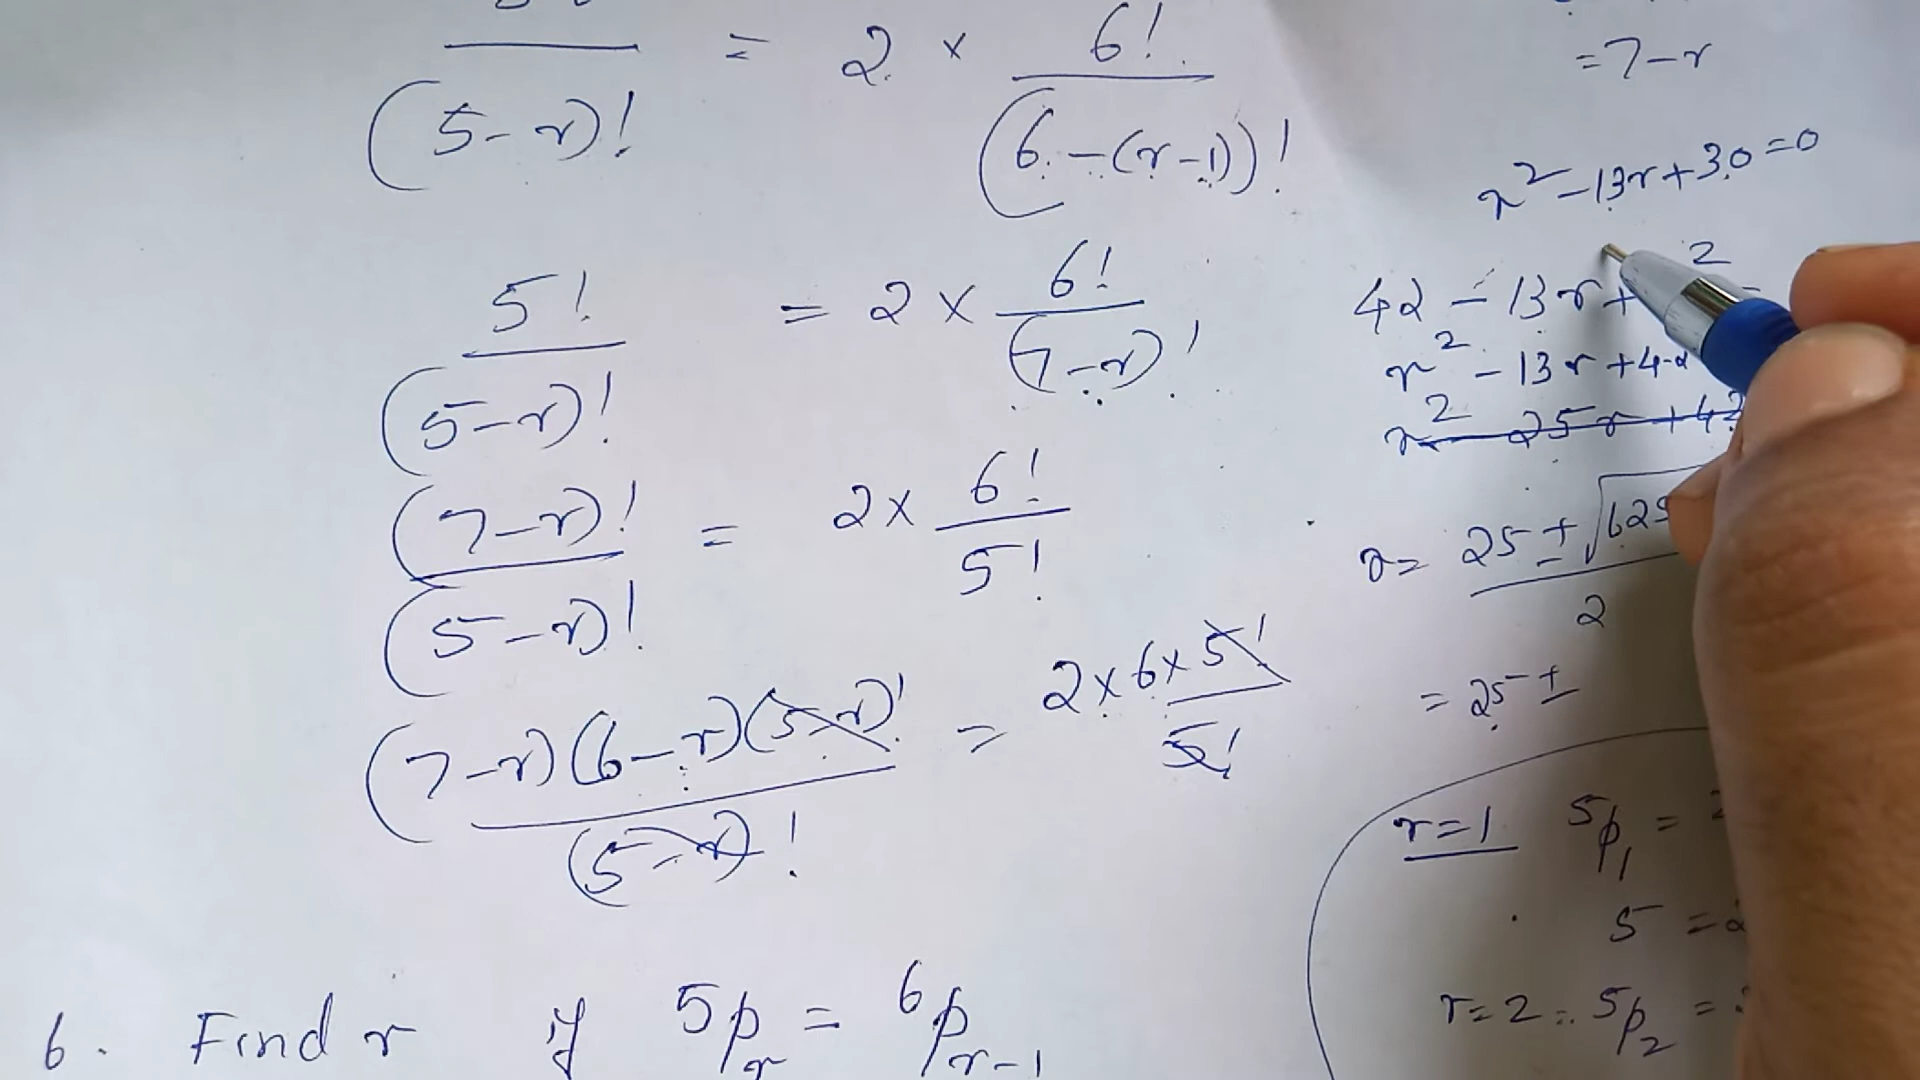 (5-r)! = 2 × 6! / (6-(r-1))!
5! / (5-r)! = 2 × 6! / (7-r)!
(7-r)! / (5-r)! = 2 × 6! / 5!
(7-r)(6-r)(5-r)! / (5-r)! = 2×6×5! / 5!
6. Find r if 5pr = 6pr-1
=7-r
r²-13r+30=0
42-13r+
r²-13r+42
r² 25r+42
r= 25±√625 / 2
= 25±
r=1 5p1 =
5 =2
r=2 5p2 =